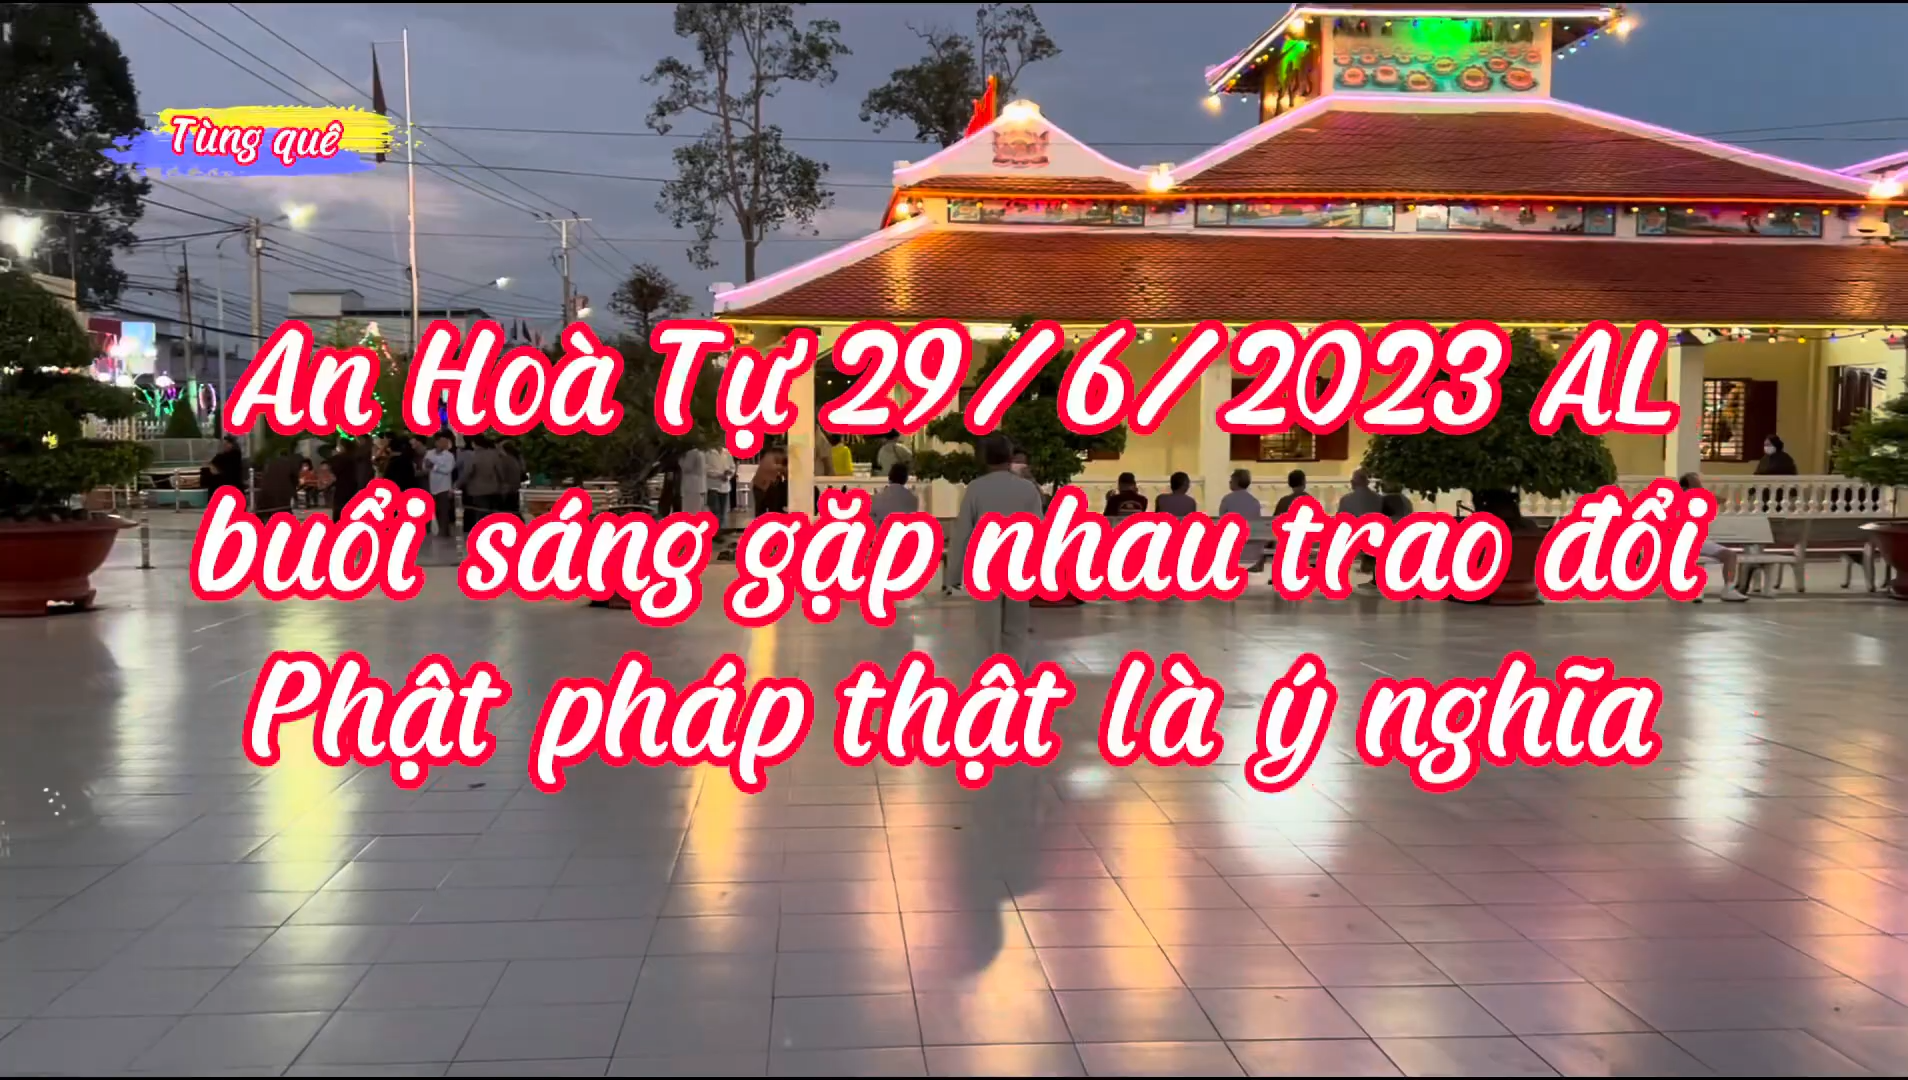 Tùng quê
An Hoà Tự 29/6/2023 AL
buổi sáng gặp nhau trao đổi
Phật pháp thật là ý nghĩa